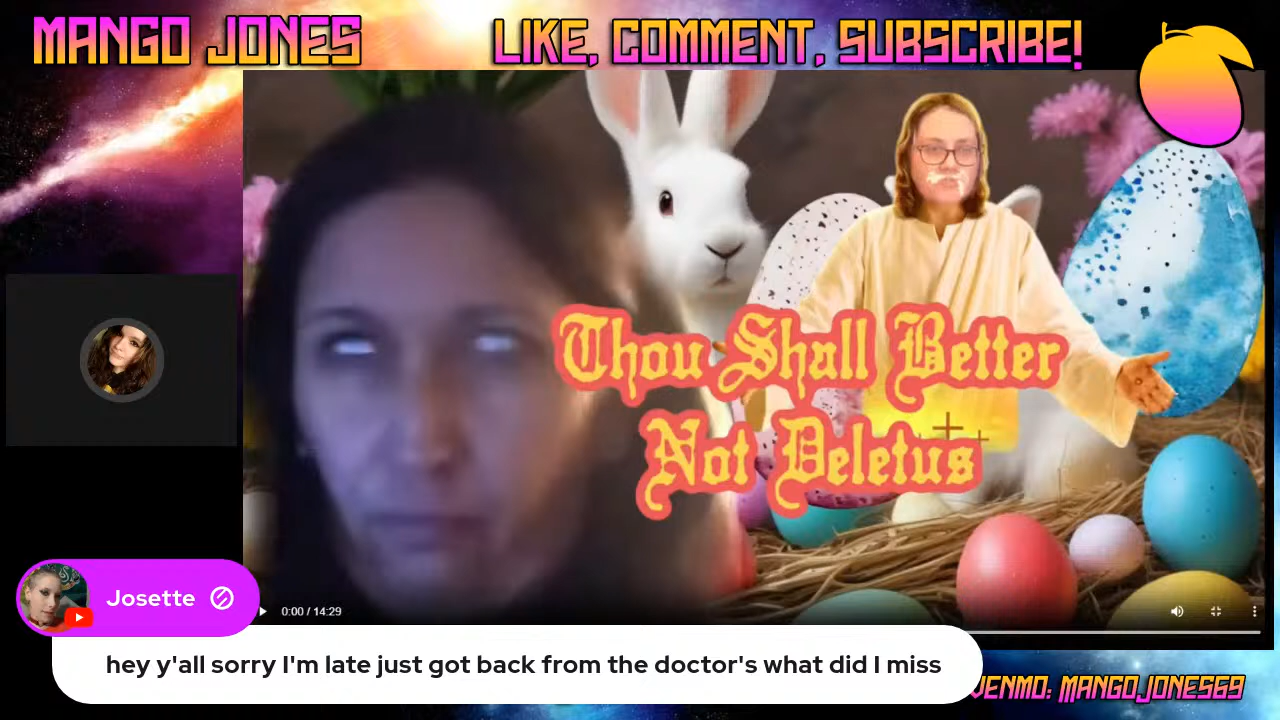 MANGO JONES
LIKE, COMMENT, SUBSCRIBE!
Thou Shall Better
Not Deletus
Josette
0:00 / 14:29
hey y'all sorry I'm late just got back from the doctor's what did I miss
VENMO: MANGOJONES69